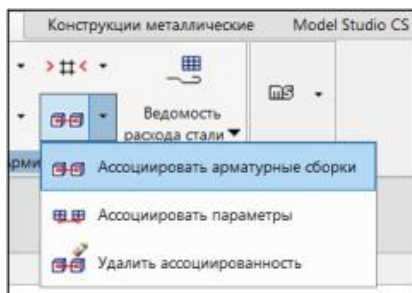 Конструкции металлические Model Studio CS
Ведомость
расхода стали
Ассоциировать арматурные сборки
Ассоциировать параметры
Удалить ассоциированность